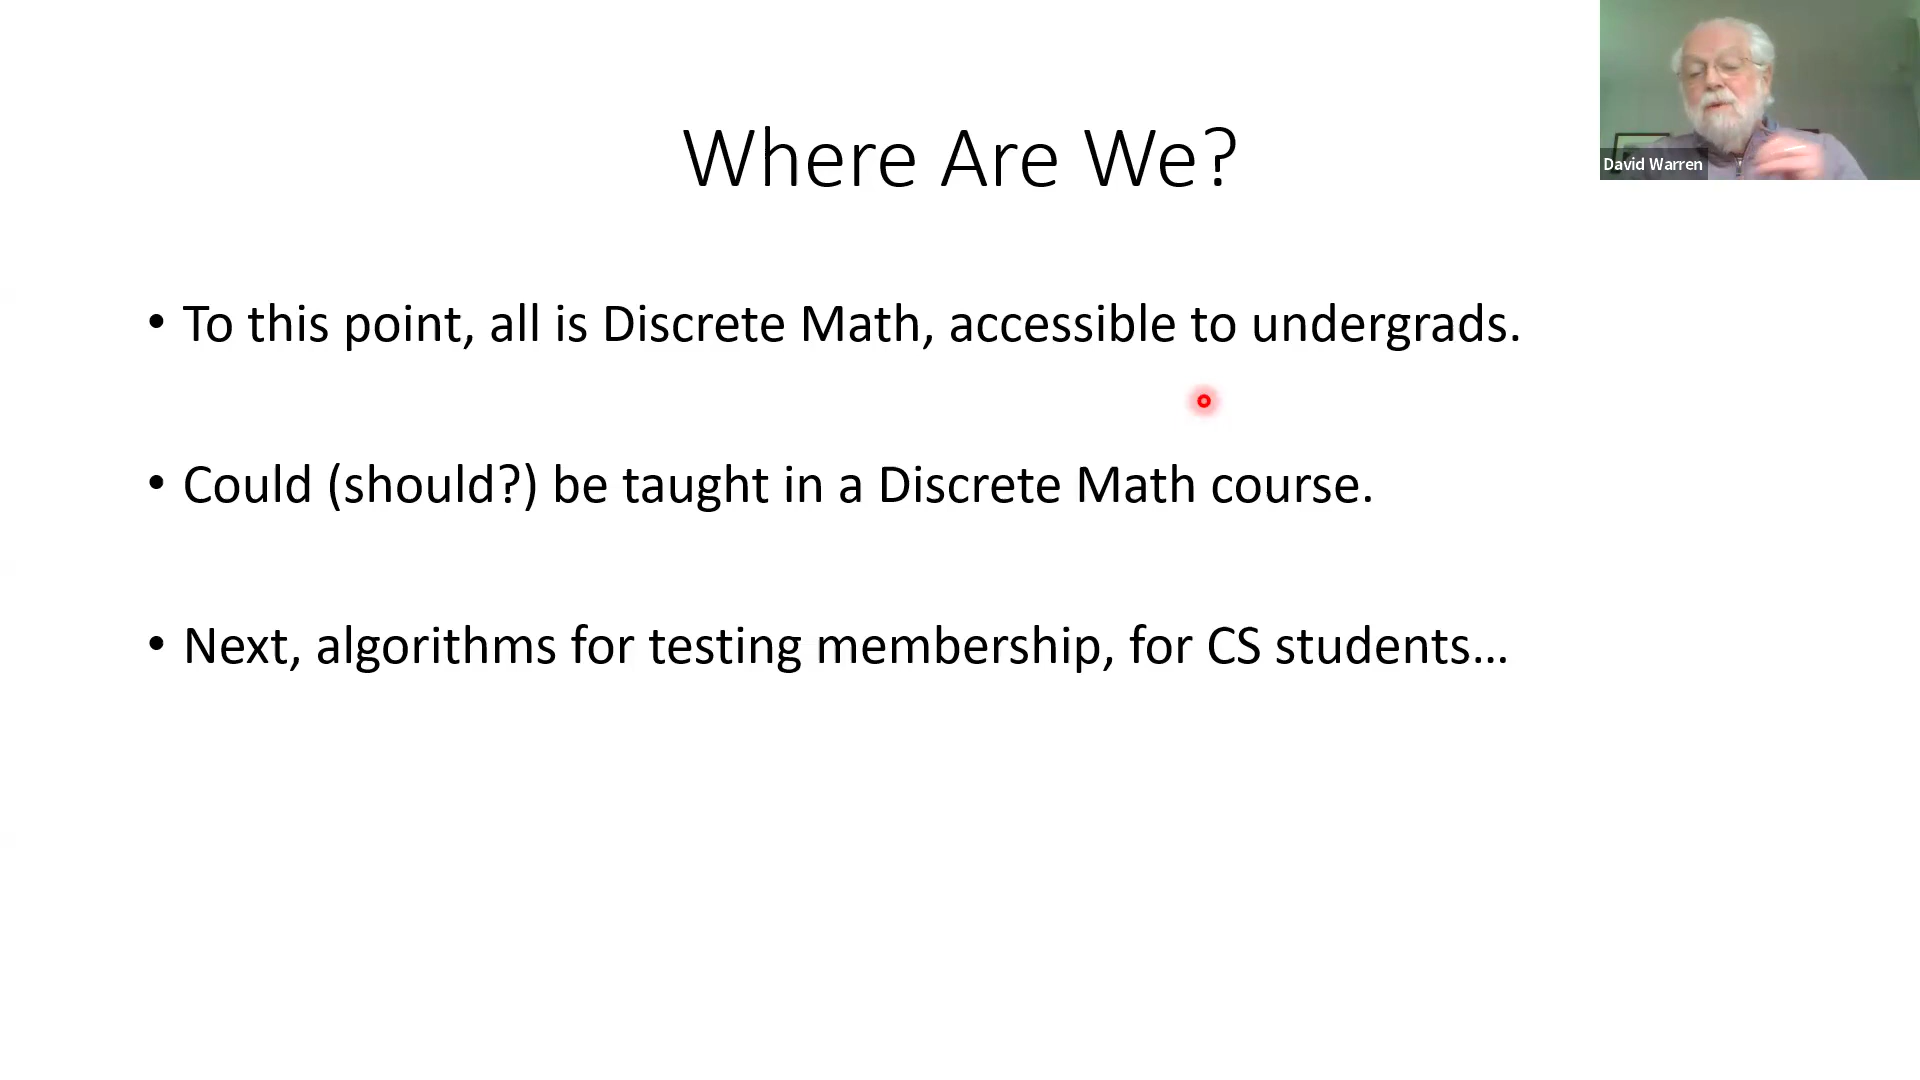 Where Are We?
David Warren
• To this point, all is Discrete Math, accessible to undergrads.
• Could (should?) be taught in a Discrete Math course.
• Next, algorithms for testing membership, for CS students…